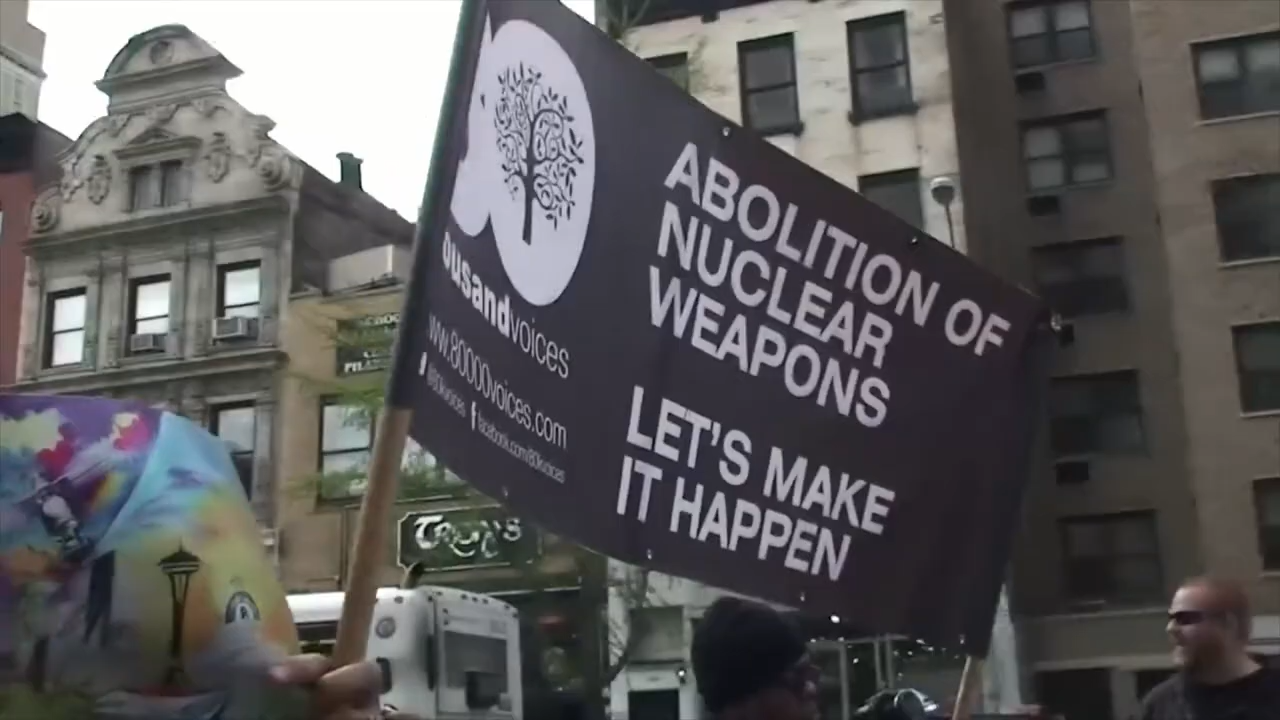 ousandvoices
www.80000voices.com
@80kvoices facebook.com/80kvoices
ABOLITION OF
NUCLEAR
WEAPONS
LET'S MAKE
IT HAPPEN